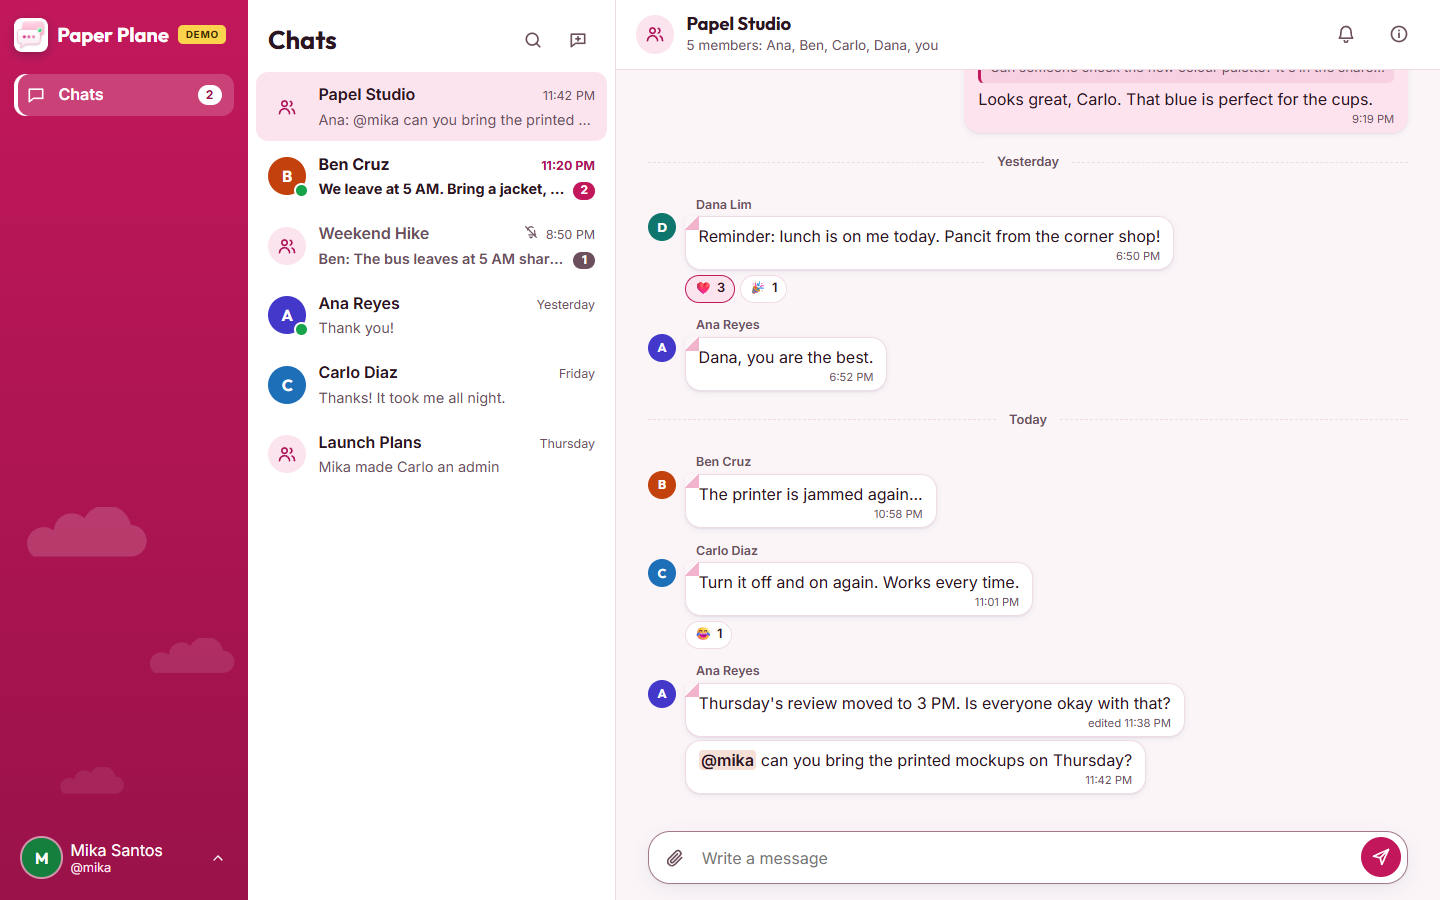 Paper Plane DEMO
Chats 2
Mika Santos
@mika
Chats
Papel Studio 11:42 PM
Ana: @mika can you bring the printed ...
B
Ben Cruz 11:20 PM
We leave at 5 AM. Bring a jacket, ... 2
Weekend Hike 8:50 PM
Ben: The bus leaves at 5 AM shar... 1
A
Ana Reyes Yesterday
Thank you!
C
Carlo Diaz Friday
Thanks! It took me all night.
Launch Plans Thursday
Mika made Carlo an admin
M
Papel Studio
5 members: Ana, Ben, Carlo, Dana, you
Looks great, Carlo. That blue is perfect for the cups.
9:19 PM
Yesterday
Dana Lim
D
Reminder: lunch is on me today. Pancit from the corner shop!
6:50 PM
❤️ 3 🎉 1
Ana Reyes
A
Dana, you are the best.
6:52 PM
Today
Ben Cruz
B
The printer is jammed again...
10:58 PM
Carlo Diaz
C
Turn it off and on again. Works every time.
11:01 PM
😂 1
Ana Reyes
A
Thursday's review moved to 3 PM. Is everyone okay with that?
edited 11:38 PM
@mika can you bring the printed mockups on Thursday?
11:42 PM
Write a message